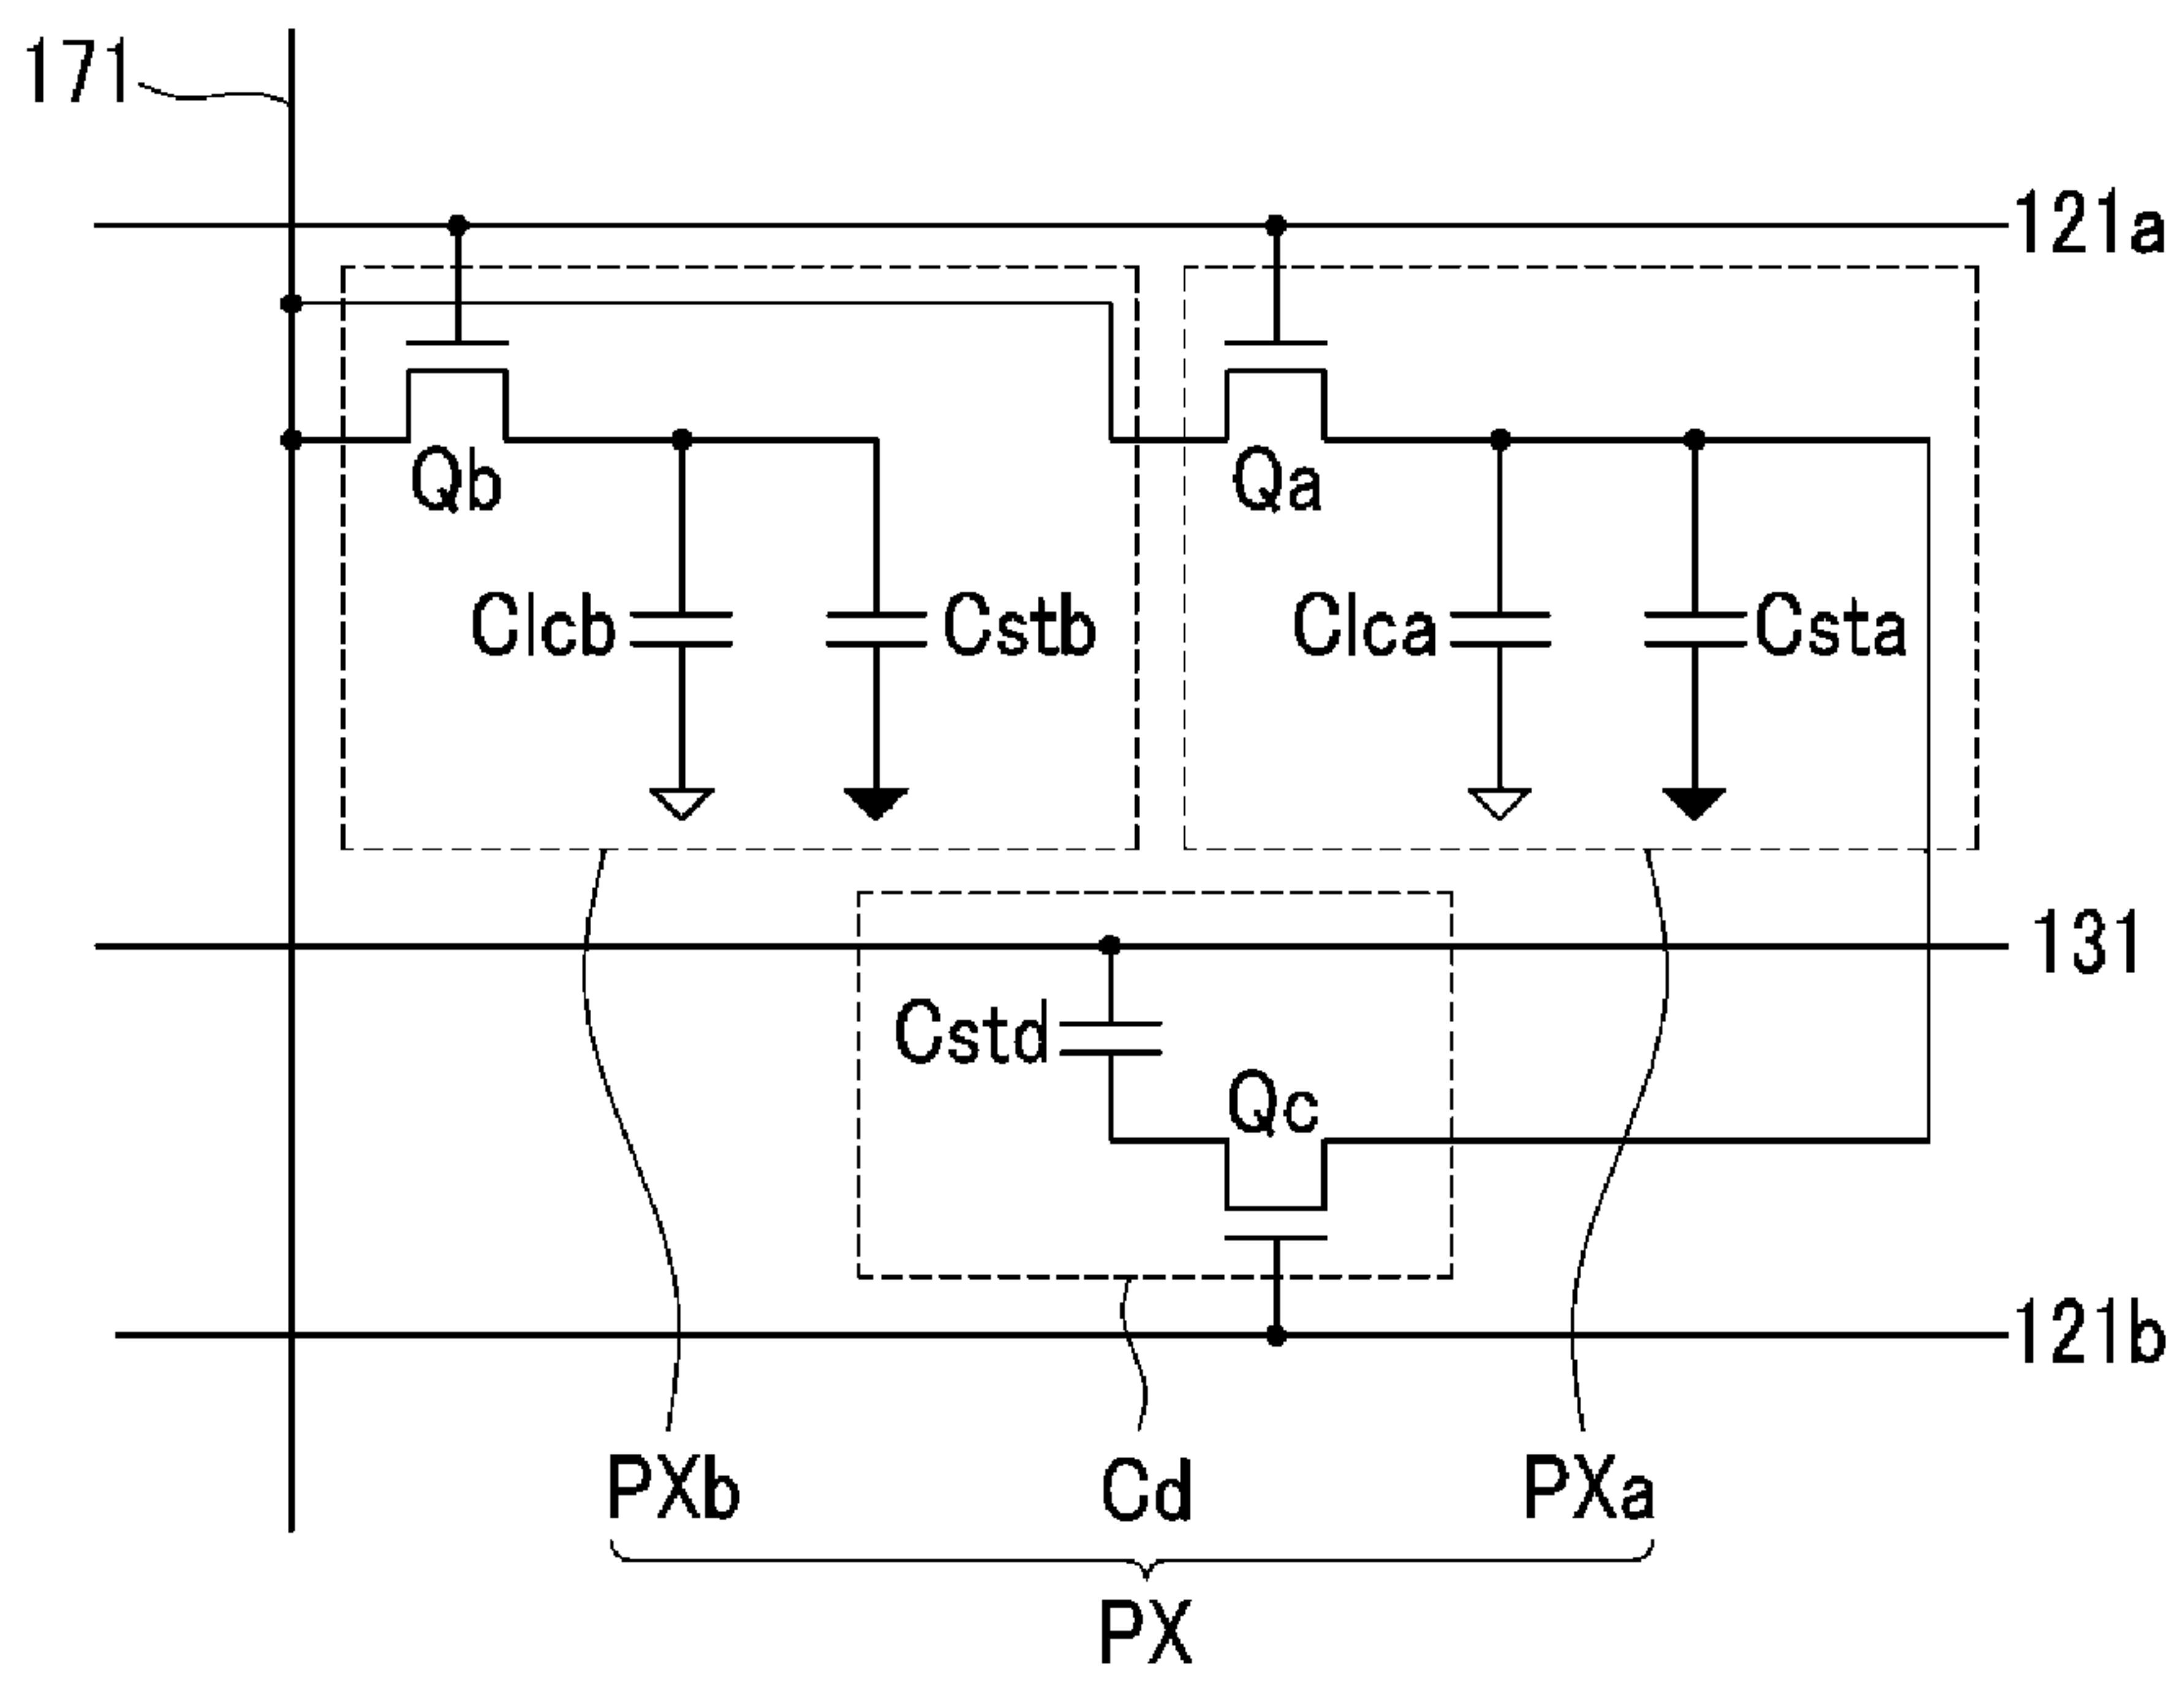 171
121a
Qb
Qa
Clcb
Cstb
Clca
Csta
131
Cstd
Qc
121b
PXb
Cd
PXa
PX